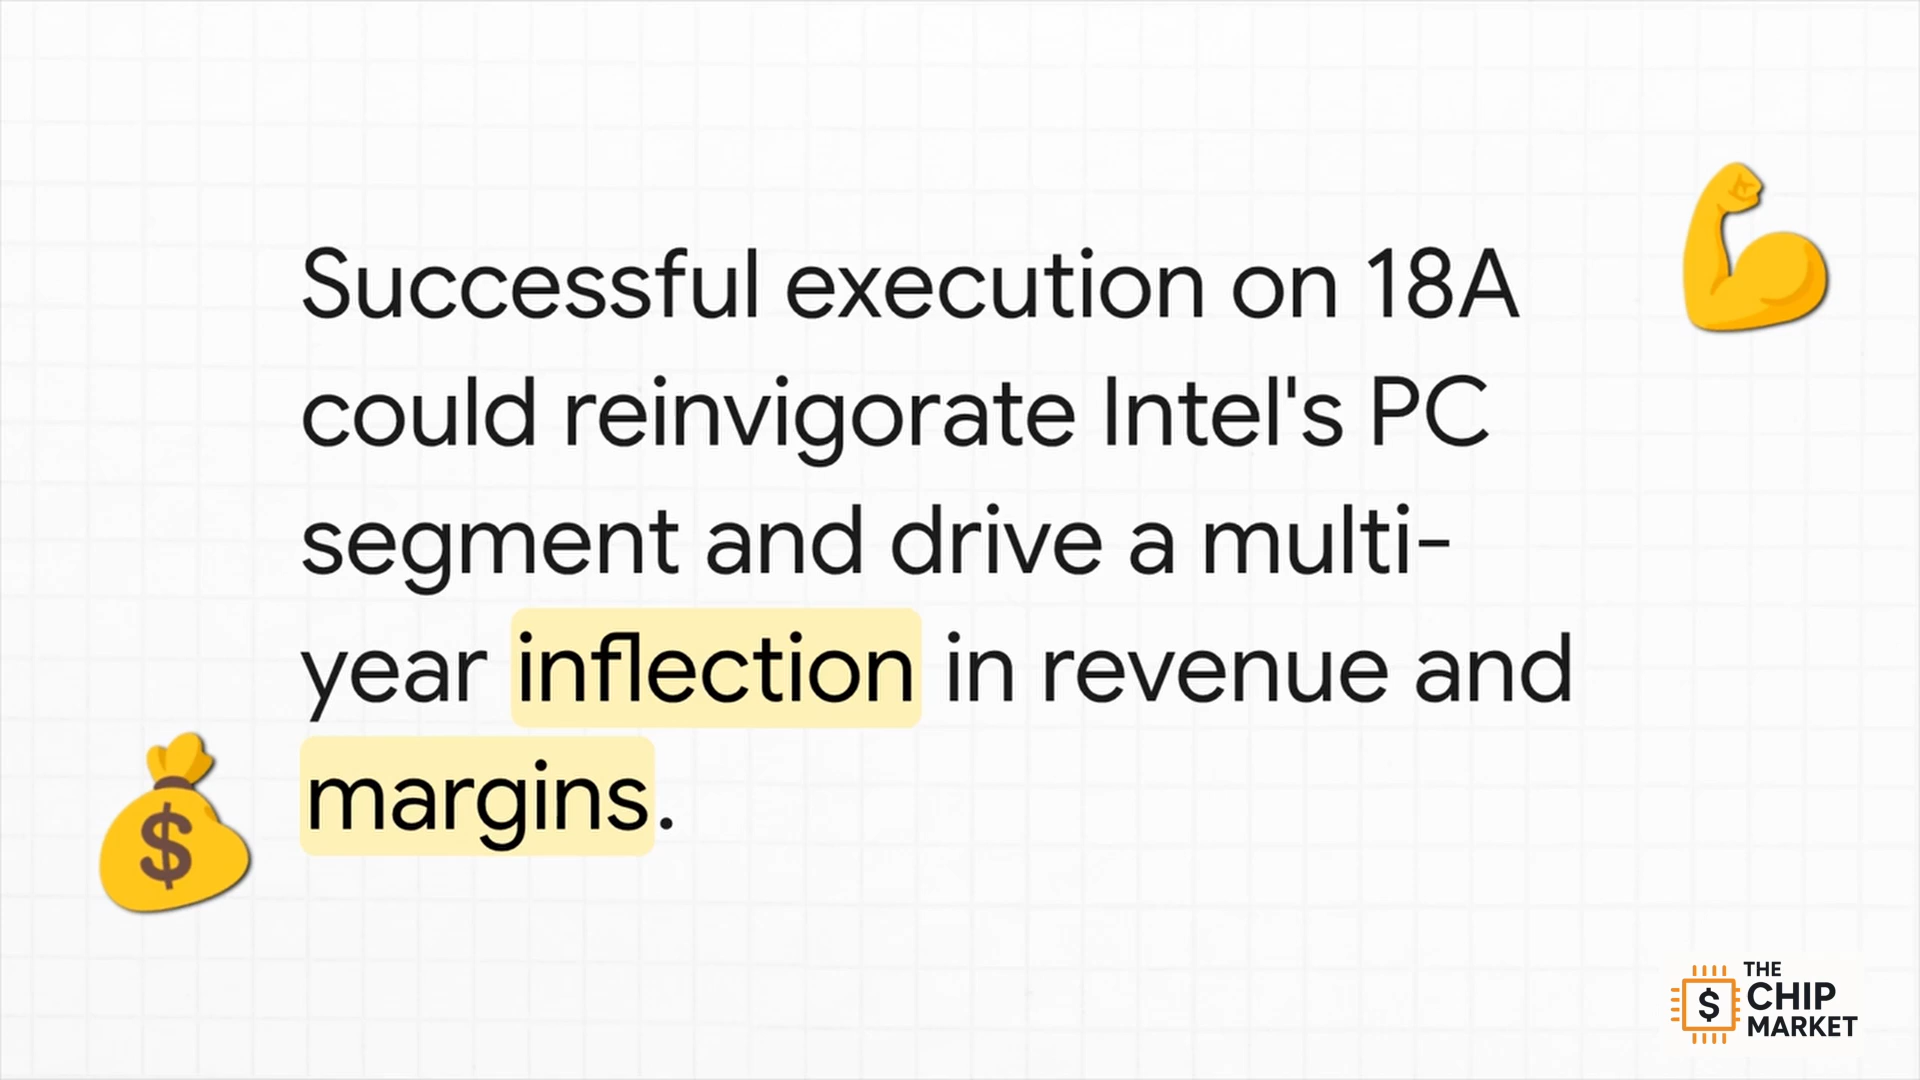 Successful execution on 18A
could reinvigorate Intel's PC
segment and drive a multi-
year inflection in revenue and
margins.
$
$
THE
CHIP
MARKET